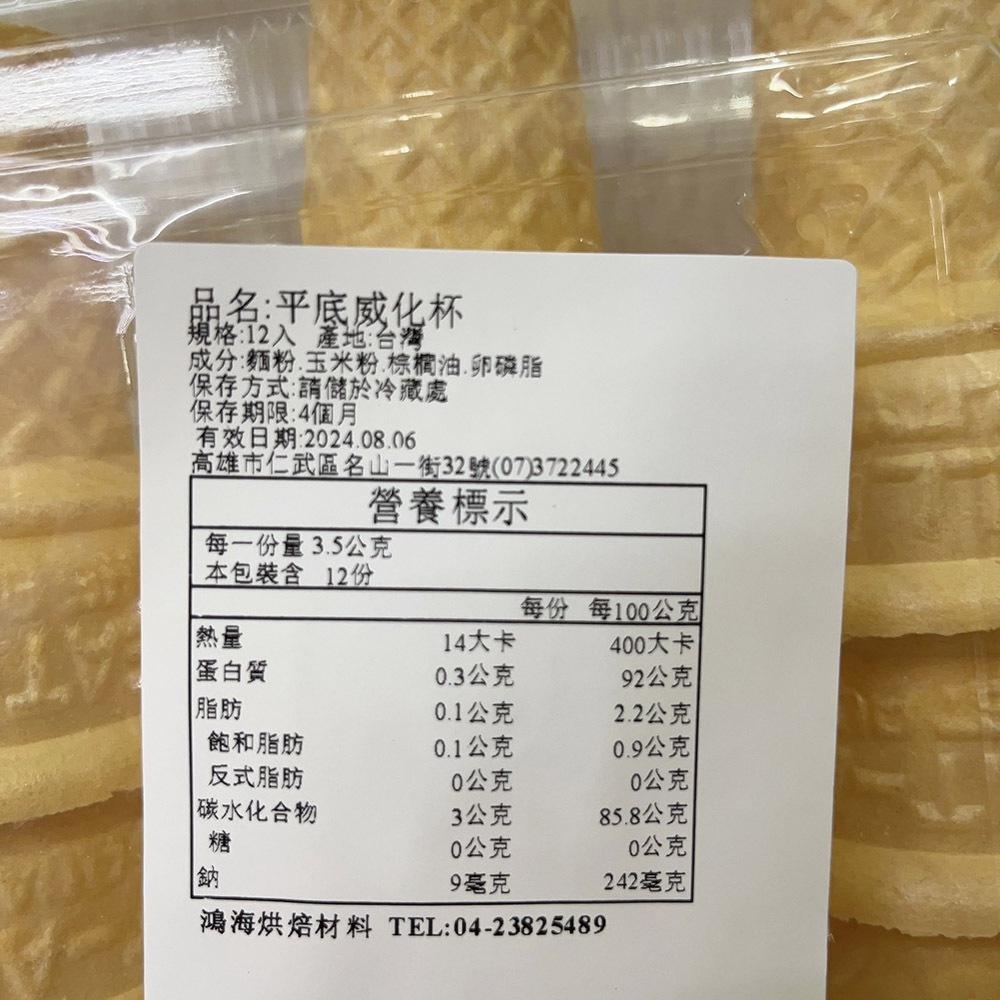 品名:平底威化杯
規格:12入 產地:台灣
成分:麵粉.玉米粉.棕櫚油.卵磷脂
保存方式:請儲於冷藏處
保存期限:4個月
有效日期:2024.08.06
高雄市仁武區名山一街32號(07)3722445
營養標示
每一份量 3.5公克
本包裝含 12份
每份 每100公克
熱量 14大卡 400大卡
蛋白質 0.3公克 92公克
脂肪 0.1公克 2.2公克
飽和脂肪 0.1公克 0.9公克
反式脂肪 0公克 0公克
碳水化合物 3公克 85.8公克
糖 0公克 0公克
鈉 9毫克 242毫克
鴻海烘焙材料 TEL:04-23825489